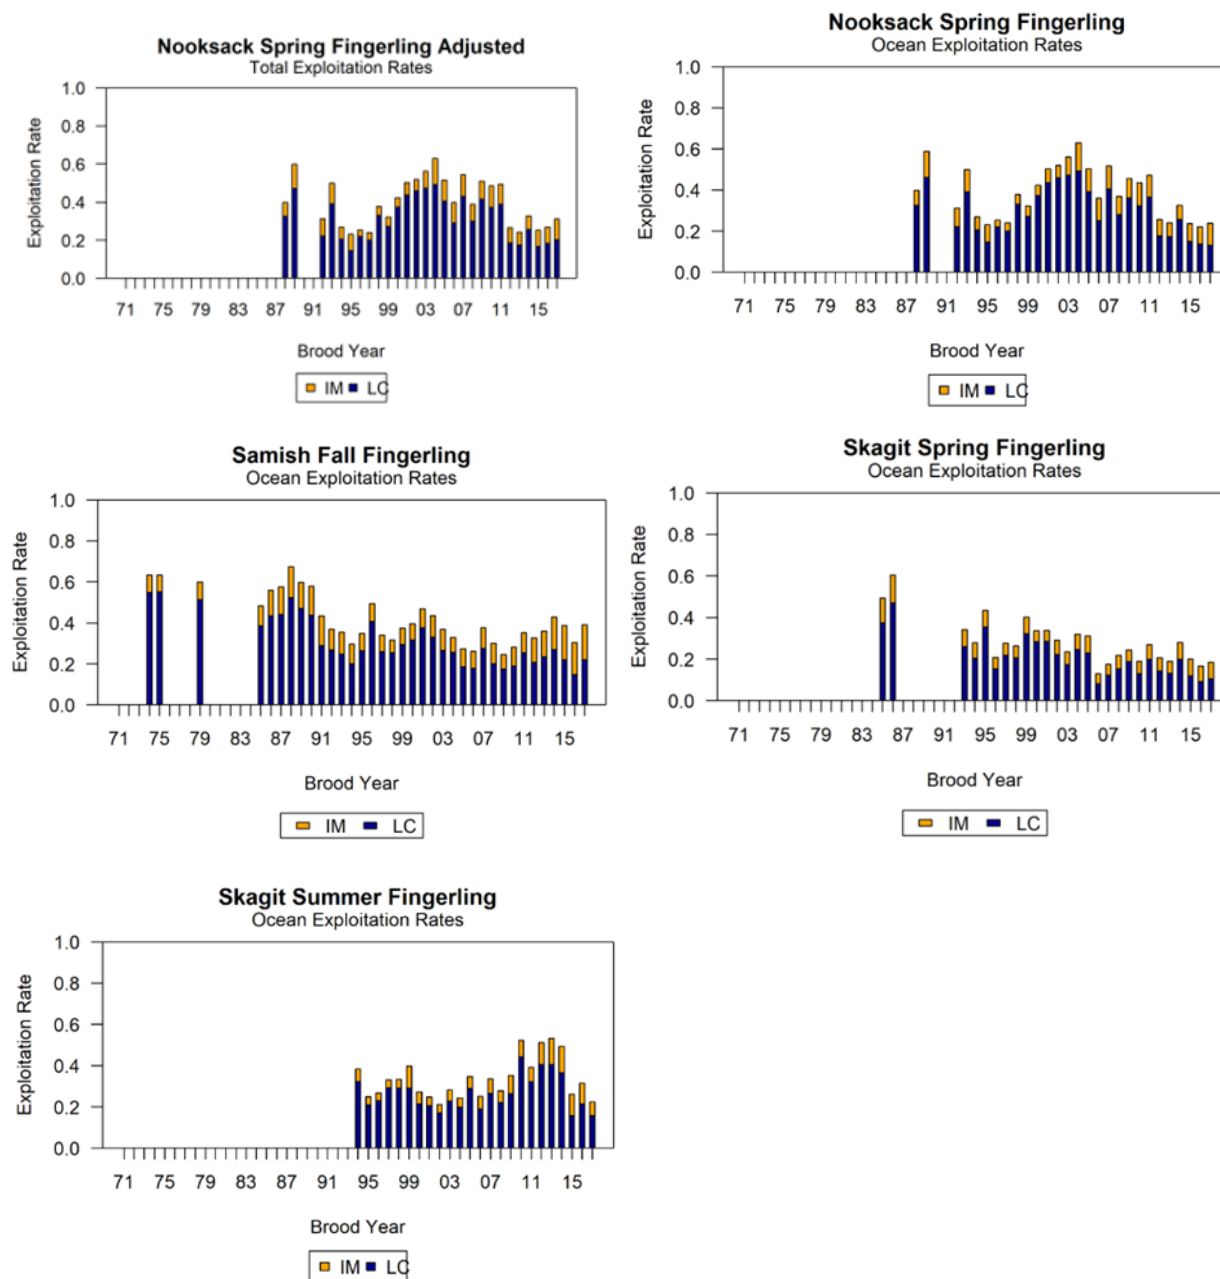 Nooksack Spring Fingerling Adjusted
Total Exploitation Rates
Exploitation Rate
1.0
0.8
0.6
0.4
0.2
0.0
71 75 79 83 87 91 95 99 03 07 11 15
Brood Year
IM LC
Nooksack Spring Fingerling
Ocean Exploitation Rates
Exploitation Rate
1.0
0.8
0.6
0.4
0.2
0.0
71 75 79 83 87 91 95 99 03 07 11 15
Brood Year
IM LC
Samish Fall Fingerling
Ocean Exploitation Rates
Exploitation Rate
1.0
0.8
0.6
0.4
0.2
0.0
71 75 79 83 87 91 95 99 03 07 11 15
Brood Year
IM LC
Skagit Spring Fingerling
Ocean Exploitation Rates
Exploitation Rate
1.0
0.8
0.6
0.4
0.2
0.0
71 75 79 83 87 91 95 99 03 07 11 15
Brood Year
IM LC
Skagit Summer Fingerling
Ocean Exploitation Rates
Exploitation Rate
1.0
0.8
0.6
0.4
0.2
0.0
71 75 79 83 87 91 95 99 03 07 11 15
Brood Year
IM LC